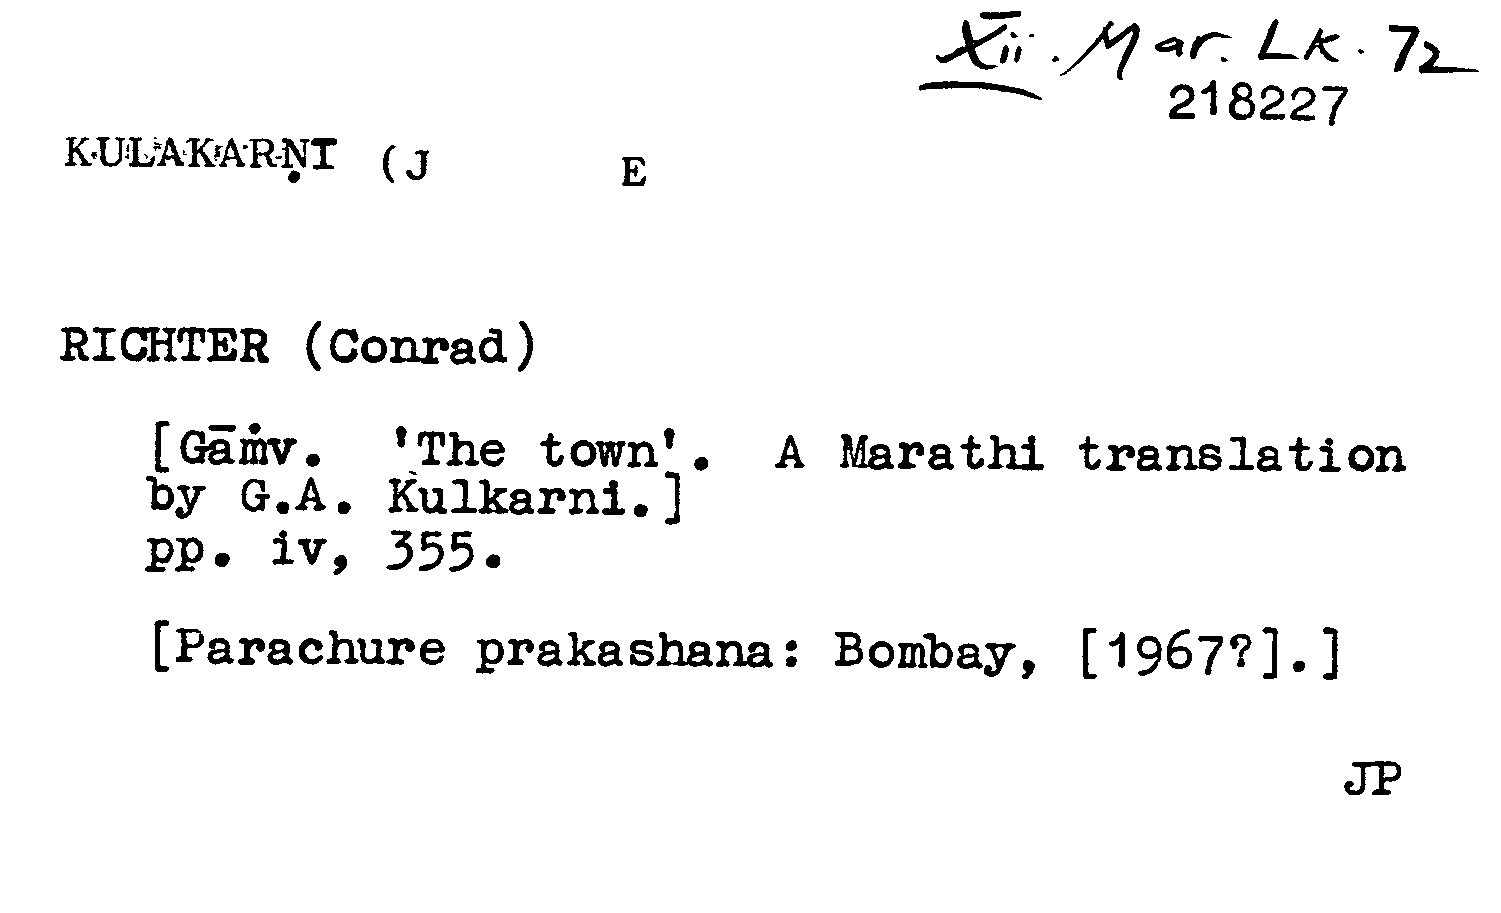 Xii. Mar. Lk. 72
218227
KULAKARṆI (J E
RICHTER (Conrad)
[Gāṁv. 'The town'. A Marathi translation
by G.A. Kulkarni.]
pp. iv, 355.
[Parachure prakashana: Bombay, [1967?].]
JP